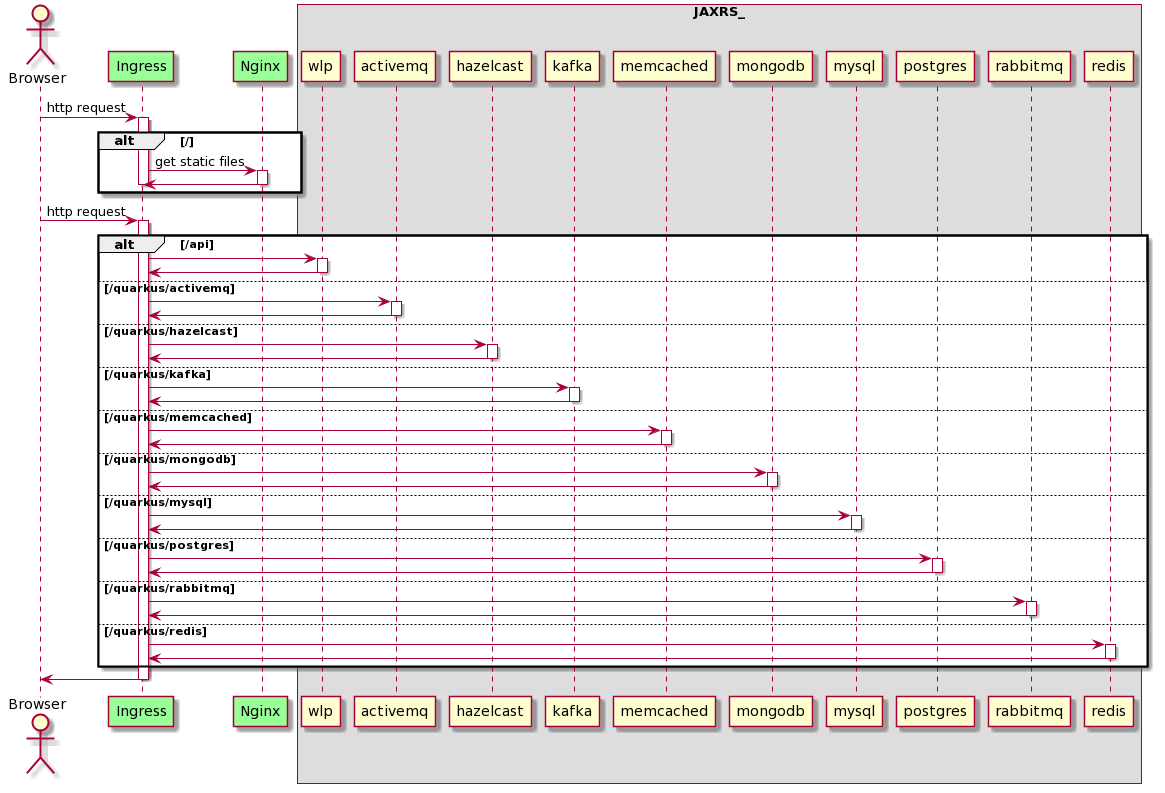 JAXRS_
Browser
Ingress
Nginx
wlp
activemq
hazelcast
kafka
memcached
mongodb
mysql
postgres
rabbitmq
redis
http request
alt [/]
get static files
http request
alt [/api]
[/quarkus/activemq]
[/quarkus/hazelcast]
[/quarkus/kafka]
[/quarkus/memcached]
[/quarkus/mongodb]
[/quarkus/mysql]
[/quarkus/postgres]
[/quarkus/rabbitmq]
[/quarkus/redis]
Browser
Ingress
Nginx
wlp
activemq
hazelcast
kafka
memcached
mongodb
mysql
postgres
rabbitmq
redis